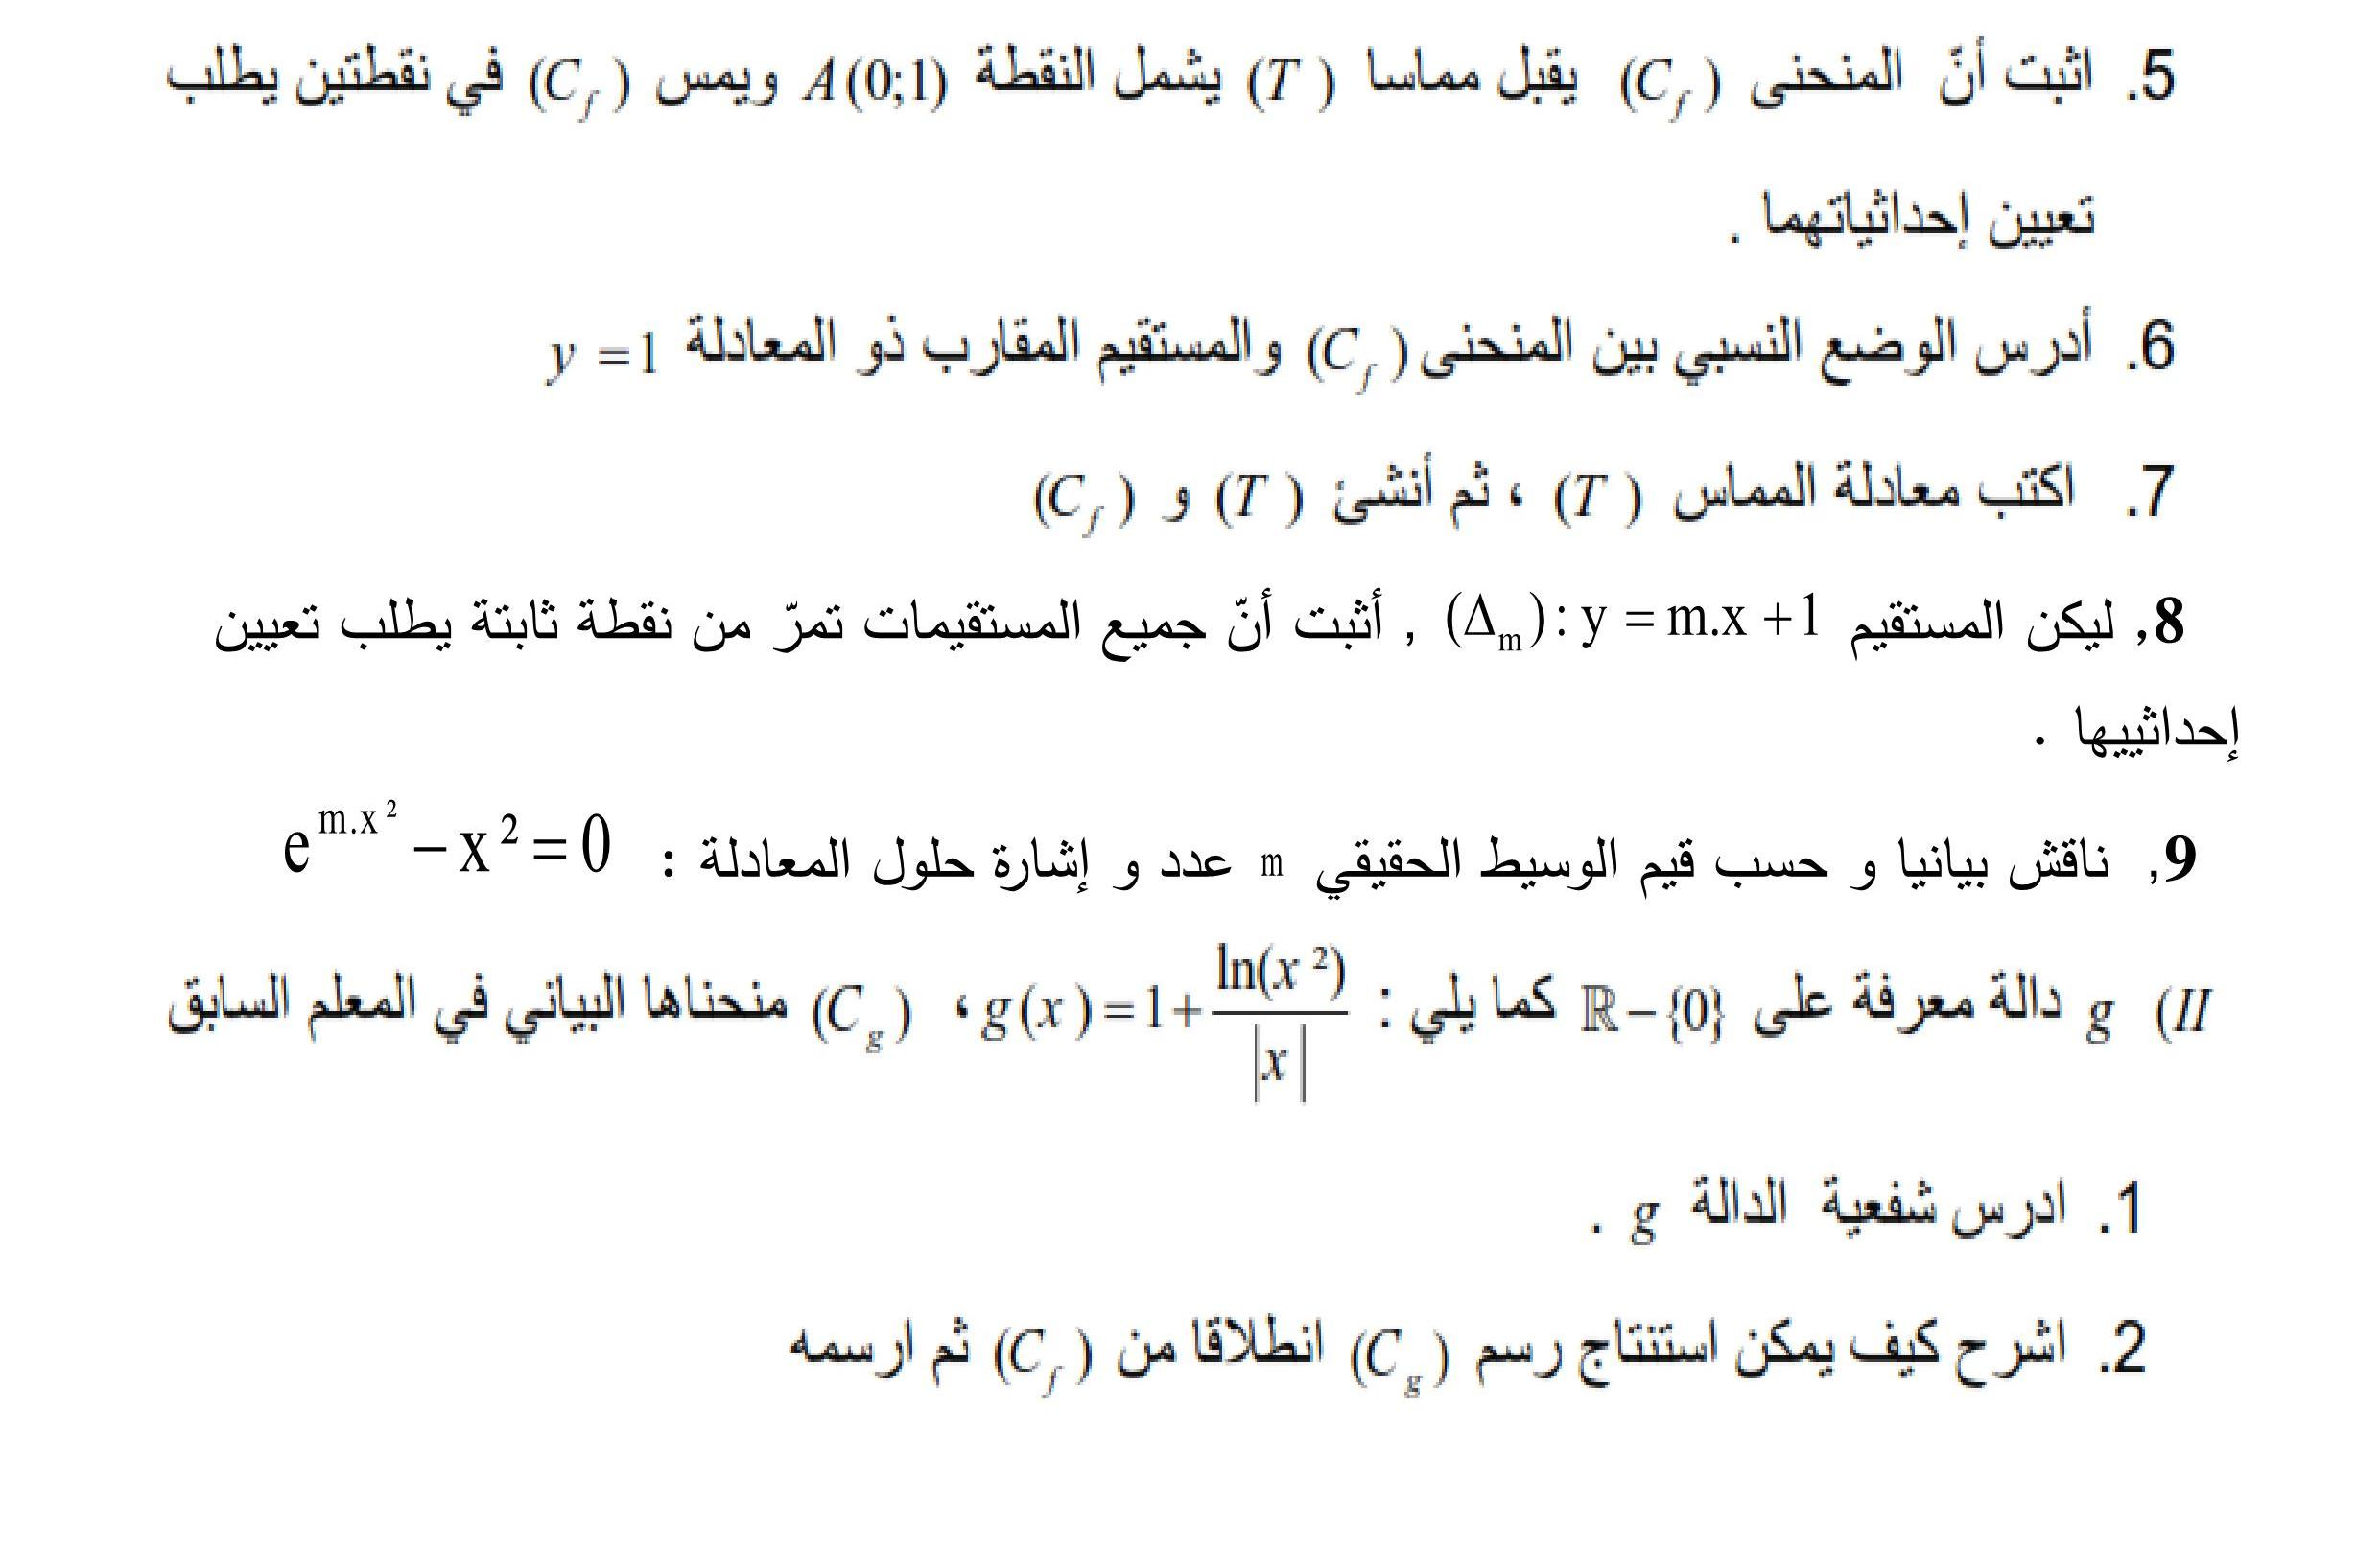 5. اثبت أنّ المنحنى (C_f) يقبل مماسا (T) يشمل النقطة A(0;1) ويمس (C_f) في نقطتين يطلب
تعيين إحداثياتهما .
6. أدرس الوضع النسبي بين المنحنى (C_f) والمستقيم المقارب ذو المعادلة y = 1
7. اكتب معادلة المماس (T) ، ثم أنشئ (T) و (C_f)
8, ليكن المستقيم (Δ_m): y = m.x + 1 , أثبت أنّ جميع المستقيمات تمرّ من نقطة ثابتة يطلب تعيين
إحداثييها .
9, ناقش بيانيا و حسب قيم الوسيط الحقيقي m عدد و إشارة حلول المعادلة : e^{m.x²} − x² = 0
II) g دالة معرفة على ℝ−{0} كما يلي : g(x) = 1 + ln(x²)/|x| ، (C_g) منحناها البياني في المعلم السابق
1. ادرس شفعية الدالة g .
2. اشرح كيف يمكن استنتاج رسم (C_g) انطلاقا من (C_f) ثم ارسمه